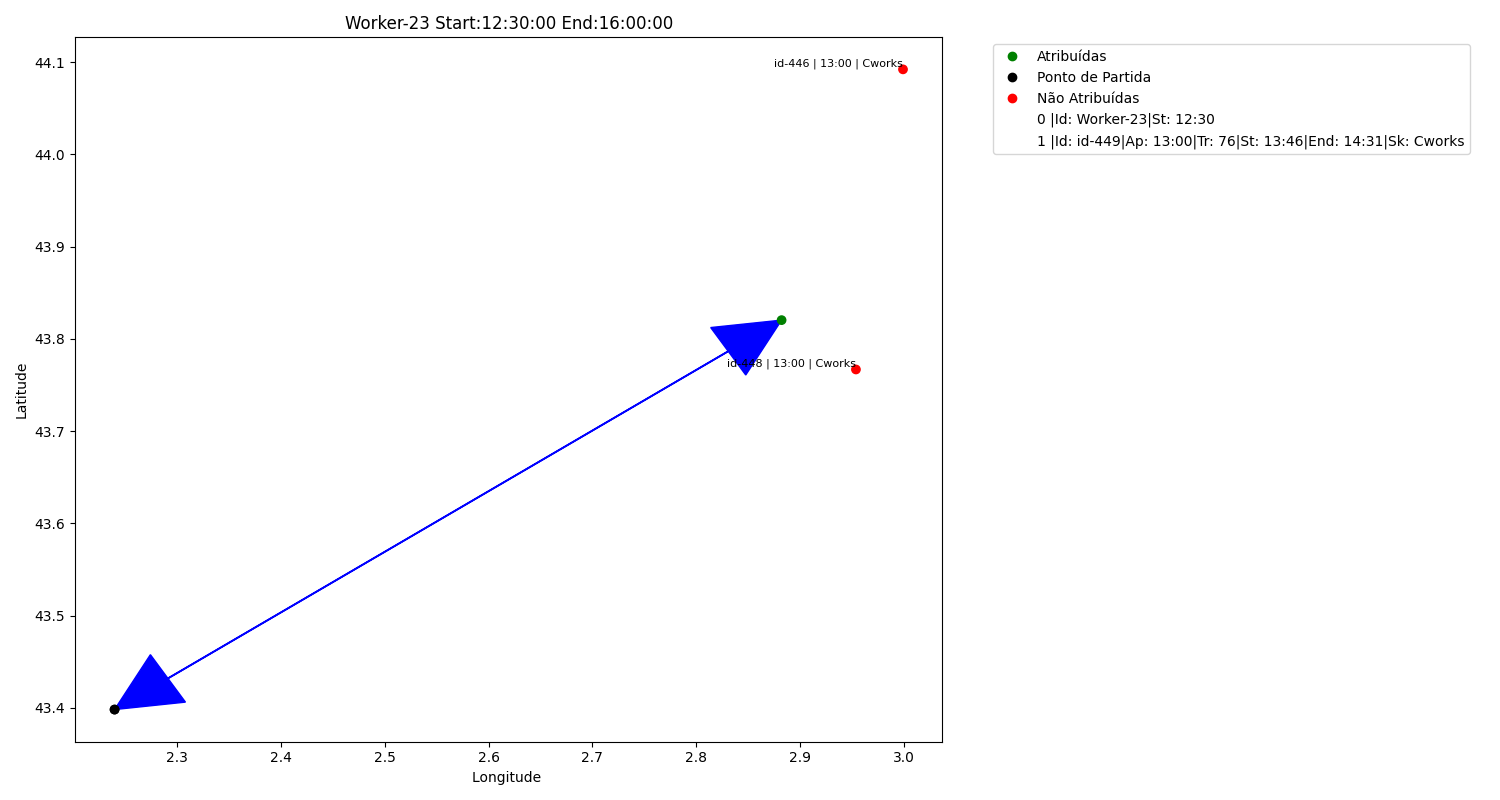 Worker-23 Start:12:30:00 End:16:00:00
44.1
44.0
43.9
43.8
43.7
43.6
43.5
43.4
Latitude
id-446 | 13:00 | Cworks
id-448 | 13:00 | Cworks
2.3 2.4 2.5 2.6 2.7 2.8 2.9 3.0
Longitude
Atribuídas
Ponto de Partida
Não Atribuídas
0 |Id: Worker-23|St: 12:30
1 |Id: id-449|Ap: 13:00|Tr: 76|St: 13:46|End: 14:31|Sk: Cworks